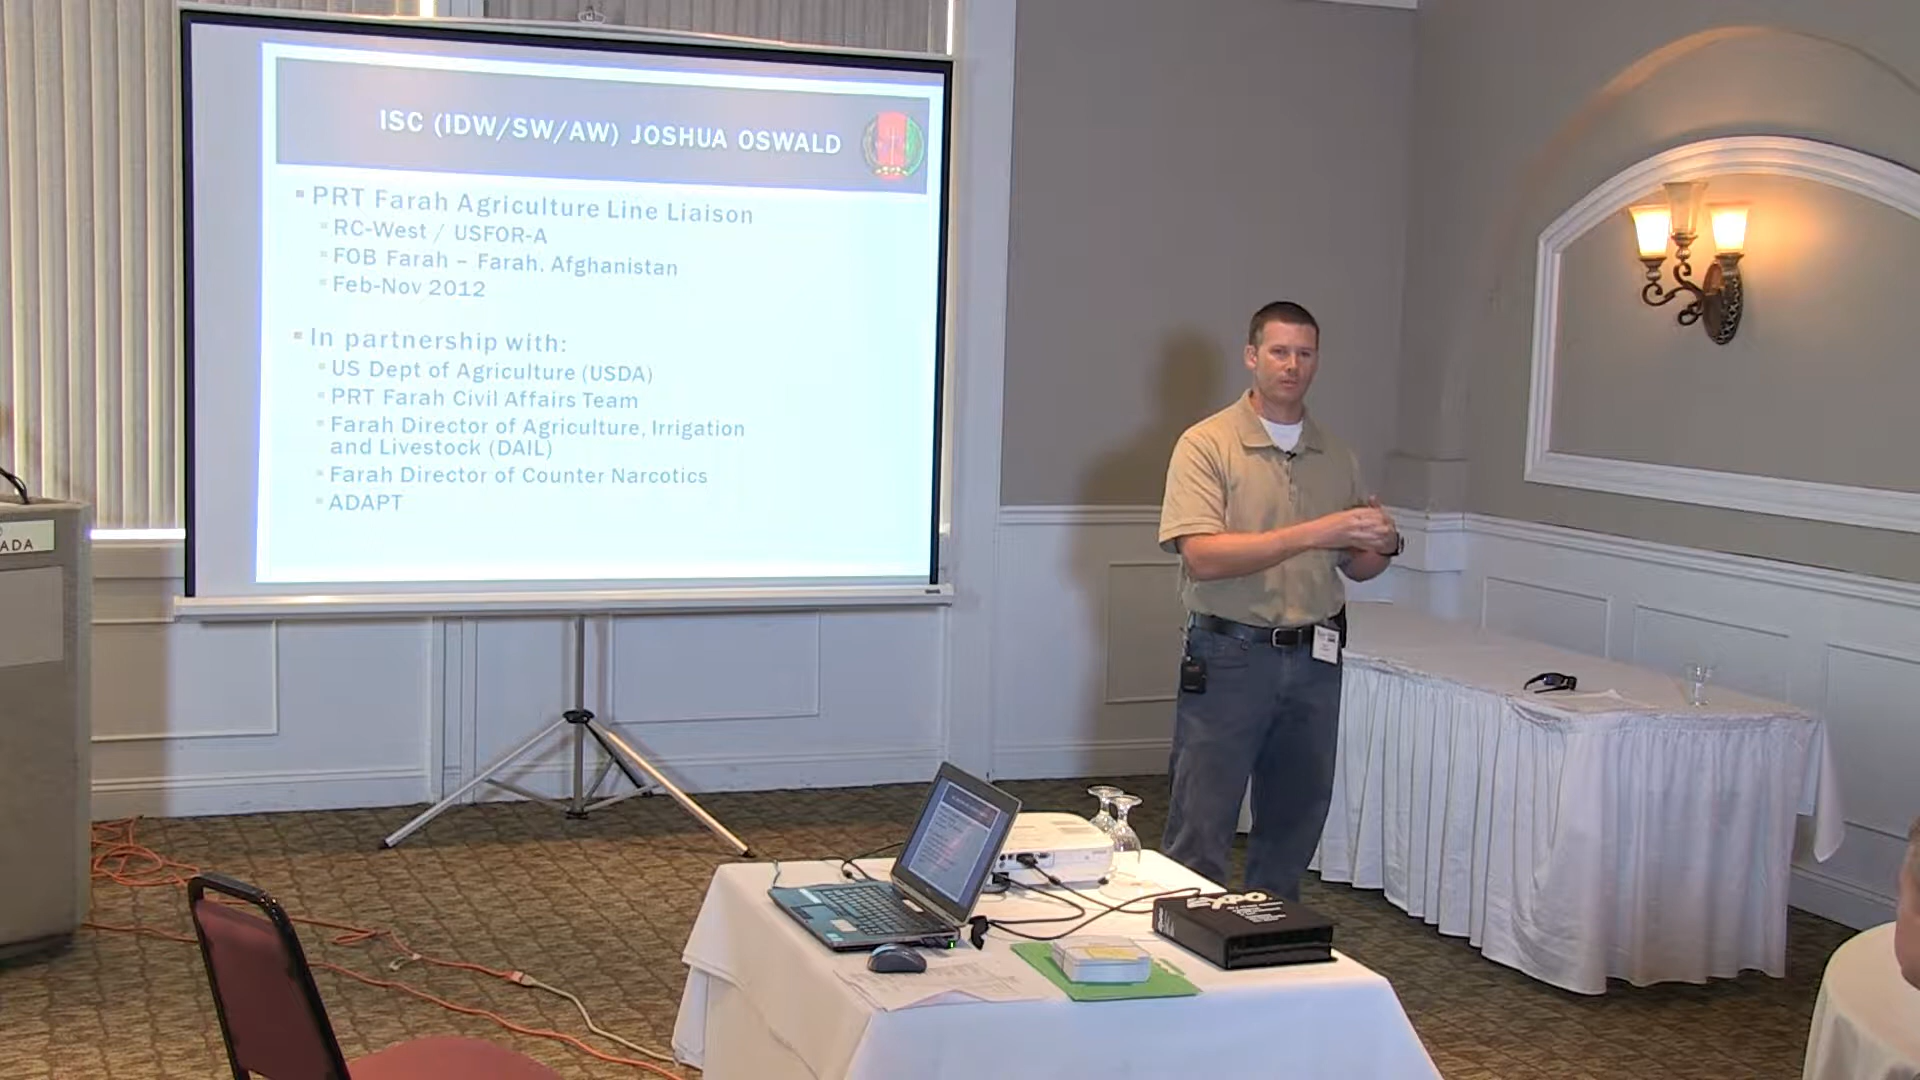 ISC (IDW/SW/AW) JOSHUA OSWALD
PRT Farah Agriculture Line Liaison
RC-West / USFOR-A
FOB Farah – Farah, Afghanistan
Feb-Nov 2012
In partnership with:
US Dept of Agriculture (USDA)
PRT Farah Civil Affairs Team
Farah Director of Agriculture, Irrigation
and Livestock (DAIL)
Farah Director of Counter Narcotics
ADAPT
ADA
EXPO